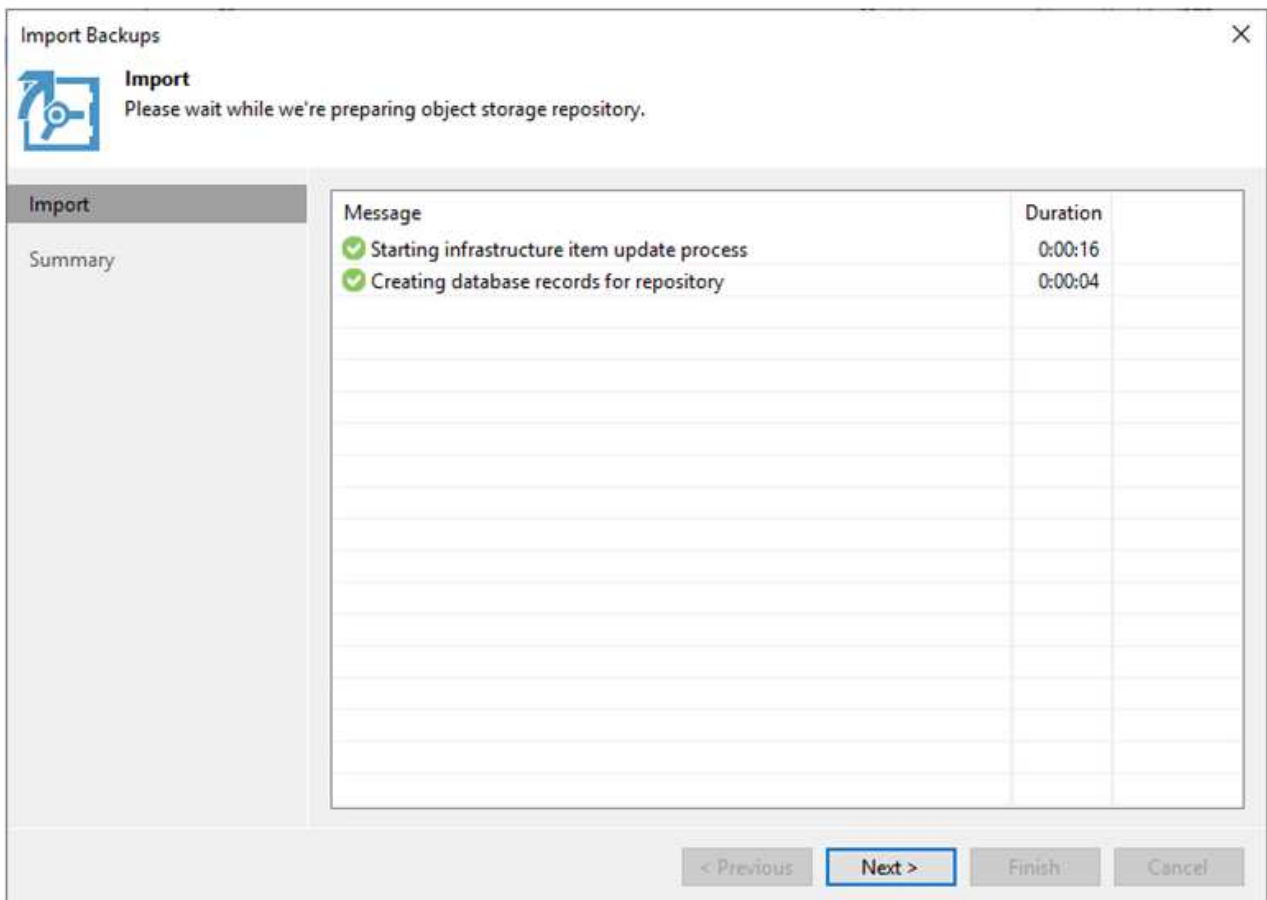 Import Backups
Import
Please wait while we're preparing object storage repository.
Import
Summary
Message Duration
Starting infrastructure item update process 0:00:16
Creating database records for repository 0:00:04
< Previous Next > Finish Cancel